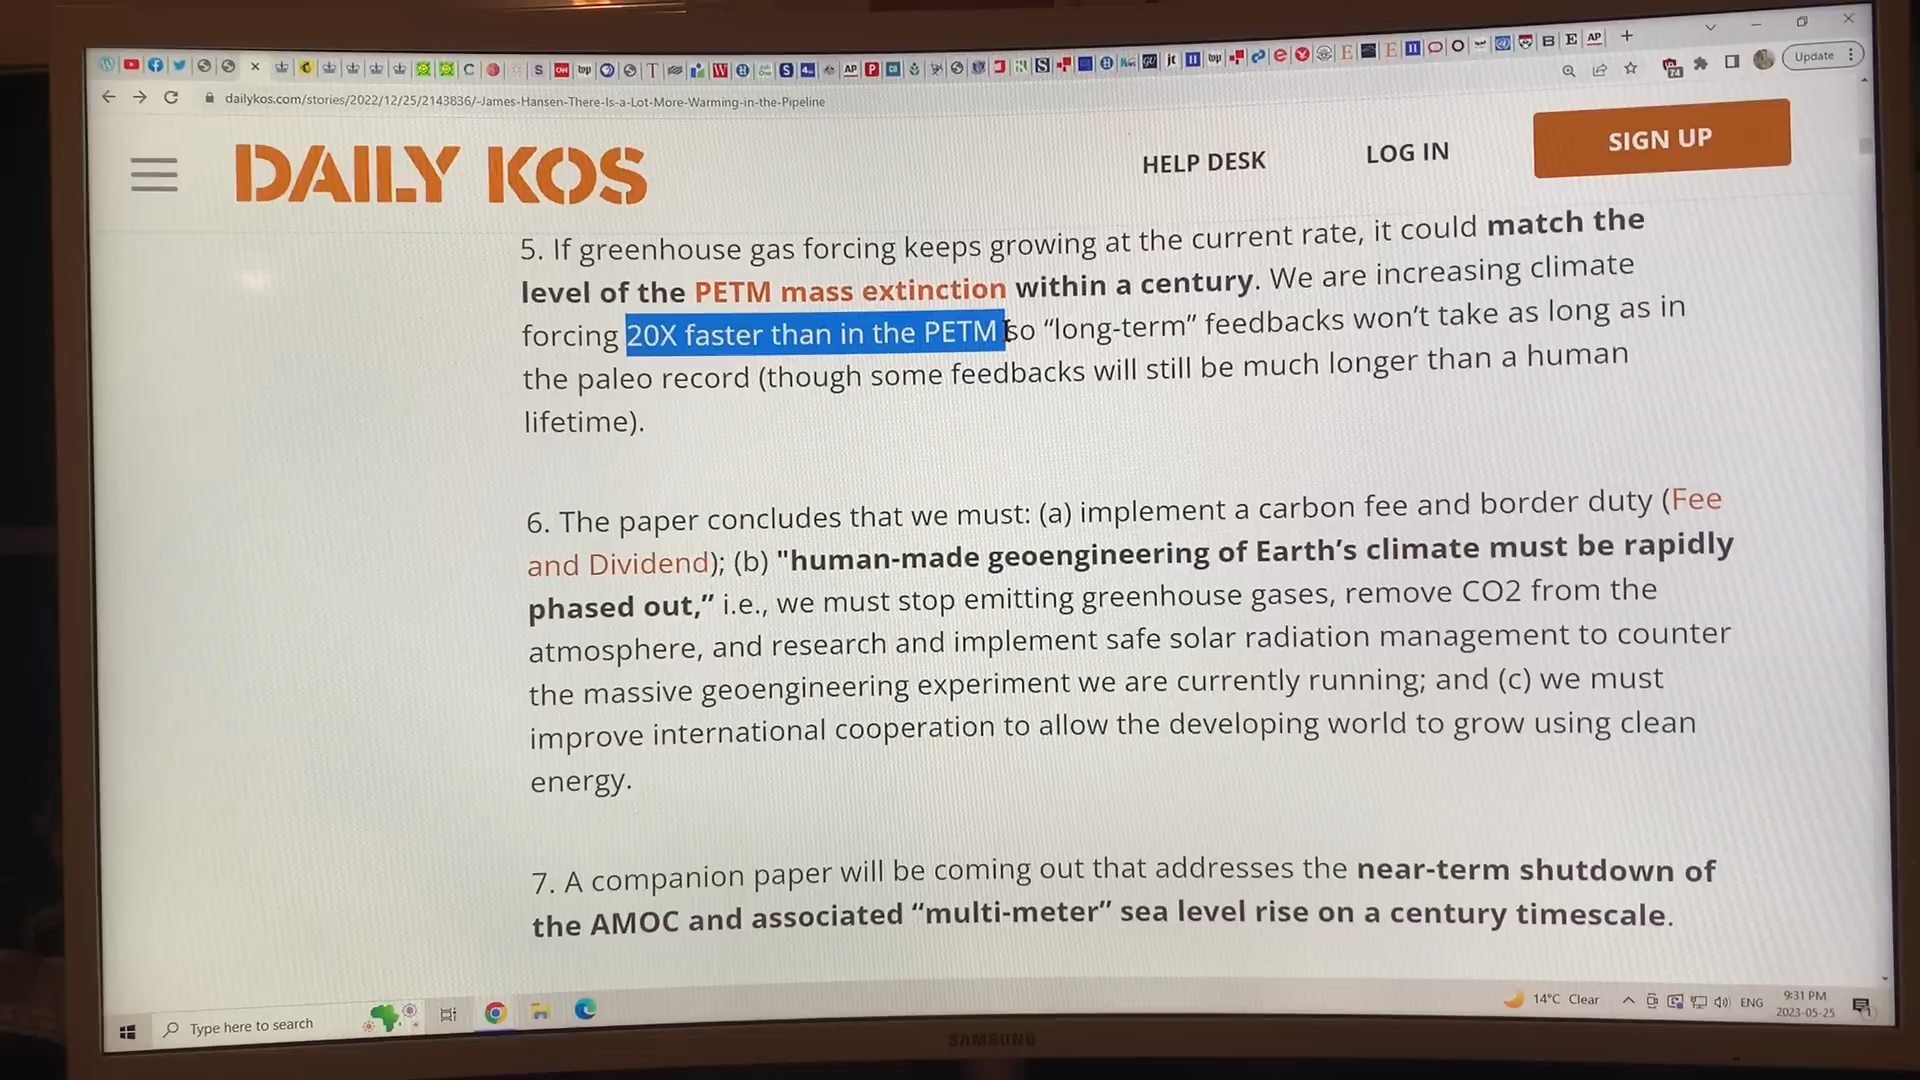 dailykos.com/stories/2022/12/25/2143836/-James-Hansen-There-Is-a-Lot-More-Warming-in-the-Pipeline
Update
DAILY KOS
HELP DESK
LOG IN
SIGN UP
5. If greenhouse gas forcing keeps growing at the current rate, it could match the
level of the PETM mass extinction within a century. We are increasing climate
forcing 20X faster than in the PETM so “long-term” feedbacks won’t take as long as in
the paleo record (though some feedbacks will still be much longer than a human
lifetime).
6. The paper concludes that we must: (a) implement a carbon fee and border duty (Fee
and Dividend); (b) "human-made geoengineering of Earth’s climate must be rapidly
phased out,” i.e., we must stop emitting greenhouse gases, remove CO2 from the
atmosphere, and research and implement safe solar radiation management to counter
the massive geoengineering experiment we are currently running; and (c) we must
improve international cooperation to allow the developing world to grow using clean
energy.
7. A companion paper will be coming out that addresses the near-term shutdown of
the AMOC and associated “multi-meter” sea level rise on a century timescale.
Type here to search
14°C Clear
ENG
9:31 PM
2023-05-25
SAMSUNG